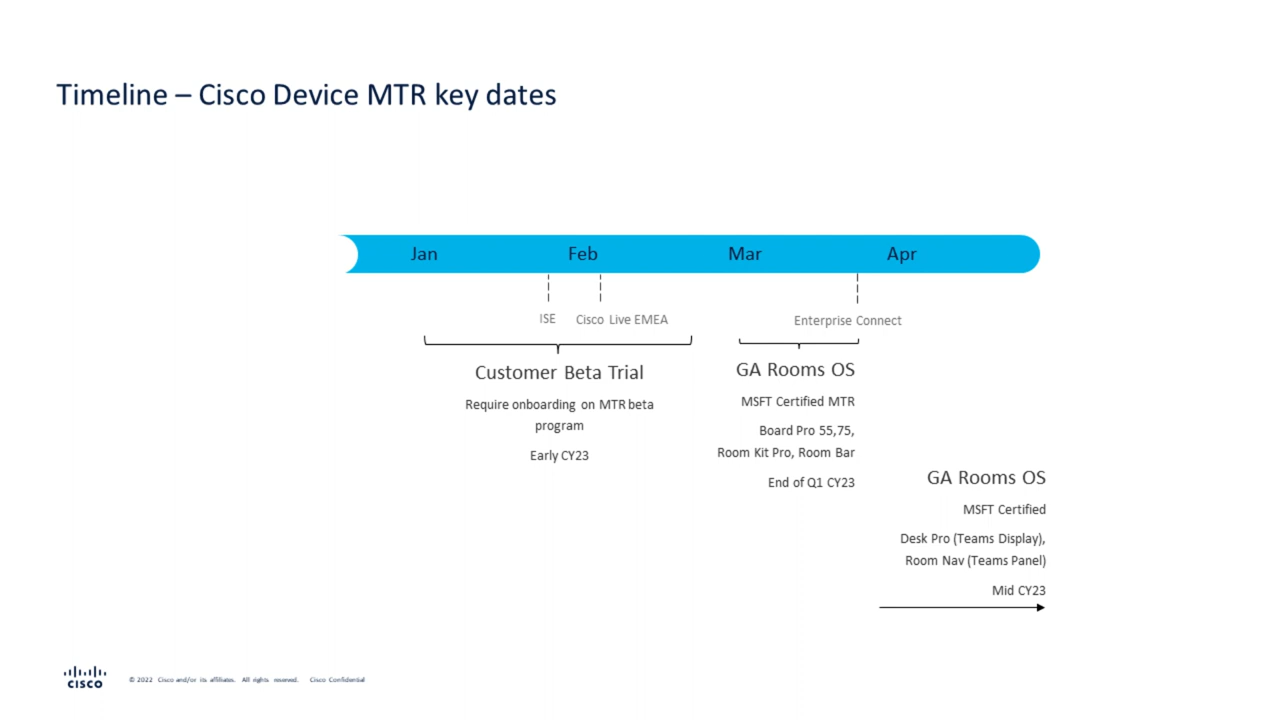 Timeline – Cisco Device MTR key dates
Jan
Feb
Mar
Apr
ISE
Cisco Live EMEA
Enterprise Connect
Customer Beta Trial
Require onboarding on MTR beta
program
Early CY23
GA Rooms OS
MSFT Certified MTR
Board Pro 55,75,
Room Kit Pro, Room Bar
End of Q1 CY23
GA Rooms OS
MSFT Certified
Desk Pro (Teams Display),
Room Nav (Teams Panel)
Mid CY23
CISCO
© 2022 Cisco and/or its affiliates. All rights reserved. Cisco Confidential